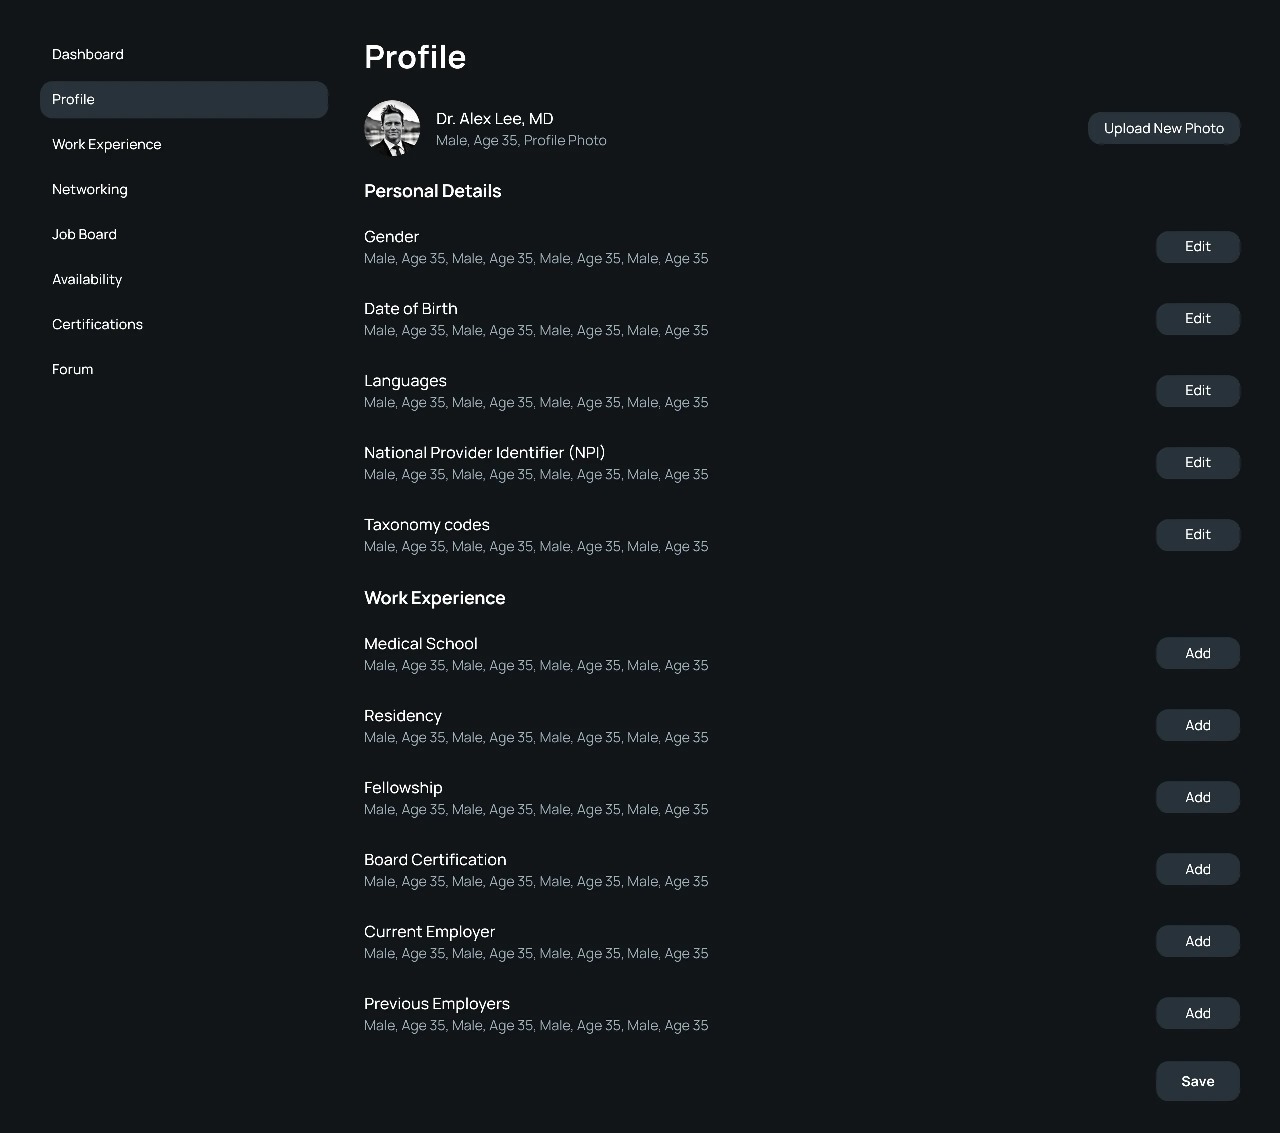 Dashboard
Profile
Work Experience
Networking
Job Board
Availability
Certifications
Forum
Profile
Dr. Alex Lee, MD
Male, Age 35, Profile Photo
Upload New Photo
Personal Details
Gender
Male, Age 35, Male, Age 35, Male, Age 35, Male, Age 35
Edit
Date of Birth
Male, Age 35, Male, Age 35, Male, Age 35, Male, Age 35
Edit
Languages
Male, Age 35, Male, Age 35, Male, Age 35, Male, Age 35
Edit
National Provider Identifier (NPI)
Male, Age 35, Male, Age 35, Male, Age 35, Male, Age 35
Edit
Taxonomy codes
Male, Age 35, Male, Age 35, Male, Age 35, Male, Age 35
Edit
Work Experience
Medical School
Male, Age 35, Male, Age 35, Male, Age 35, Male, Age 35
Add
Residency
Male, Age 35, Male, Age 35, Male, Age 35, Male, Age 35
Add
Fellowship
Male, Age 35, Male, Age 35, Male, Age 35, Male, Age 35
Add
Board Certification
Male, Age 35, Male, Age 35, Male, Age 35, Male, Age 35
Add
Current Employer
Male, Age 35, Male, Age 35, Male, Age 35, Male, Age 35
Add
Previous Employers
Male, Age 35, Male, Age 35, Male, Age 35, Male, Age 35
Add
Save